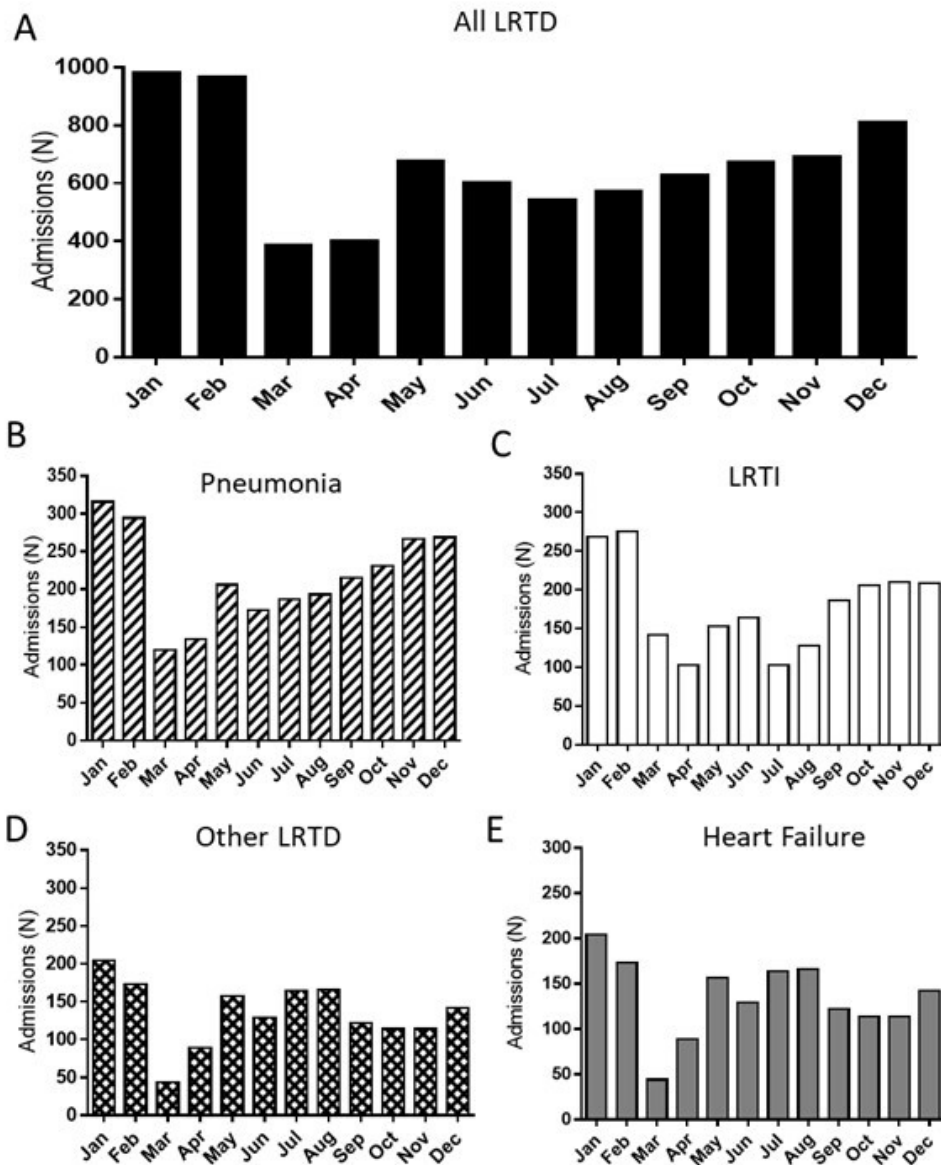 A
All LRTD
Admissions (N)
1000
800
600
400
200
0
Jan Feb Mar Apr May Jun Jul Aug Sep Oct Nov Dec
B
Pneumonia
Admissions (N)
350
300
250
200
150
100
50
0
Jan Feb Mar Apr May Jun Jul Aug Sep Oct Nov Dec
C
LRTI
Admissions (N)
350
300
250
200
150
100
50
0
Jan Feb Mar Apr May Jun Jul Aug Sep Oct Nov Dec
D
Other LRTD
Admissions (N)
350
300
250
200
150
100
50
0
Jan Feb Mar Apr May Jun Jul Aug Sep Oct Nov Dec
E
Heart Failure
Admissions (N)
300
250
200
150
100
50
0
Jan Feb Mar Apr May Jun Jul Aug Sep Oct Nov Dec